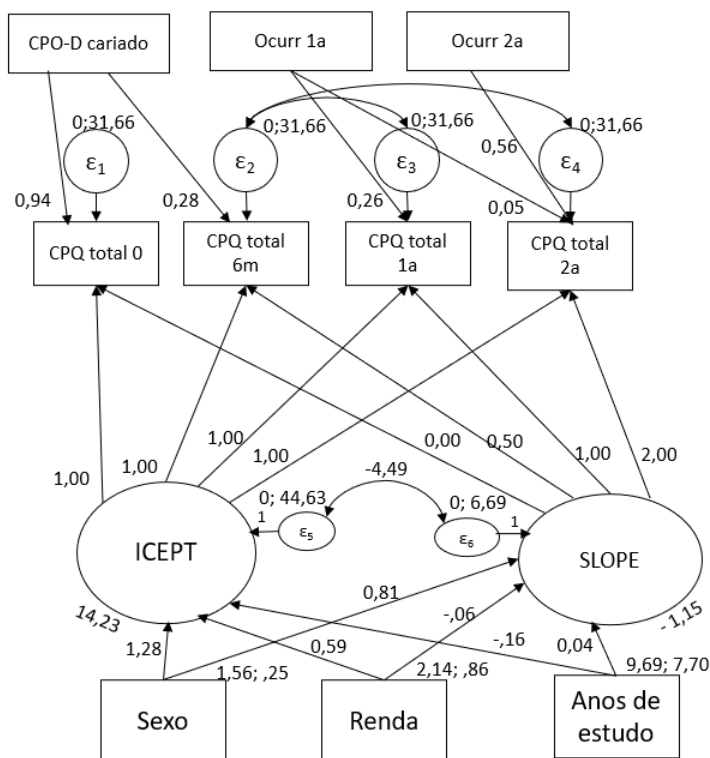 CPO-D cariado
Ocurr 1a
Ocurr 2a
0;31,66
0;31,66
0;31,66
0;31,66
ε1
ε2
ε3
ε4
0,94
0,28
0,26
0,56
0,05
CPQ total 0
CPQ total
6m
CPQ total
1a
CPQ total
2a
1,00
1,00
1,00
1,00
0,00
0,50
1,00
2,00
-4,49
0; 44,63
0; 6,69
1
ε5
ε6
1
ICEPT
SLOPE
14,23
- 1,15
1,28
0,59
0,81
-,06
-,16
0,04
1,56; ,25
2,14; ,86
9,69; 7,70
Sexo
Renda
Anos de
estudo